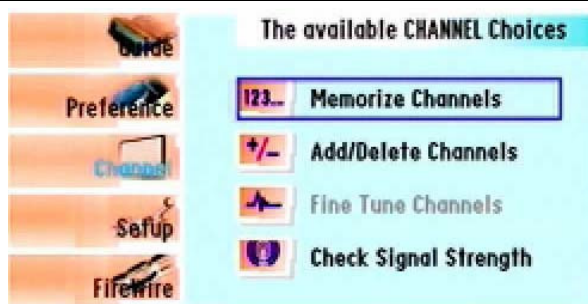 The available CHANNEL Choices
Guide
Preference
Channel
Setup
FireWire
123... Memorize Channels
+/- Add/Delete Channels
Fine Tune Channels
Check Signal Strength